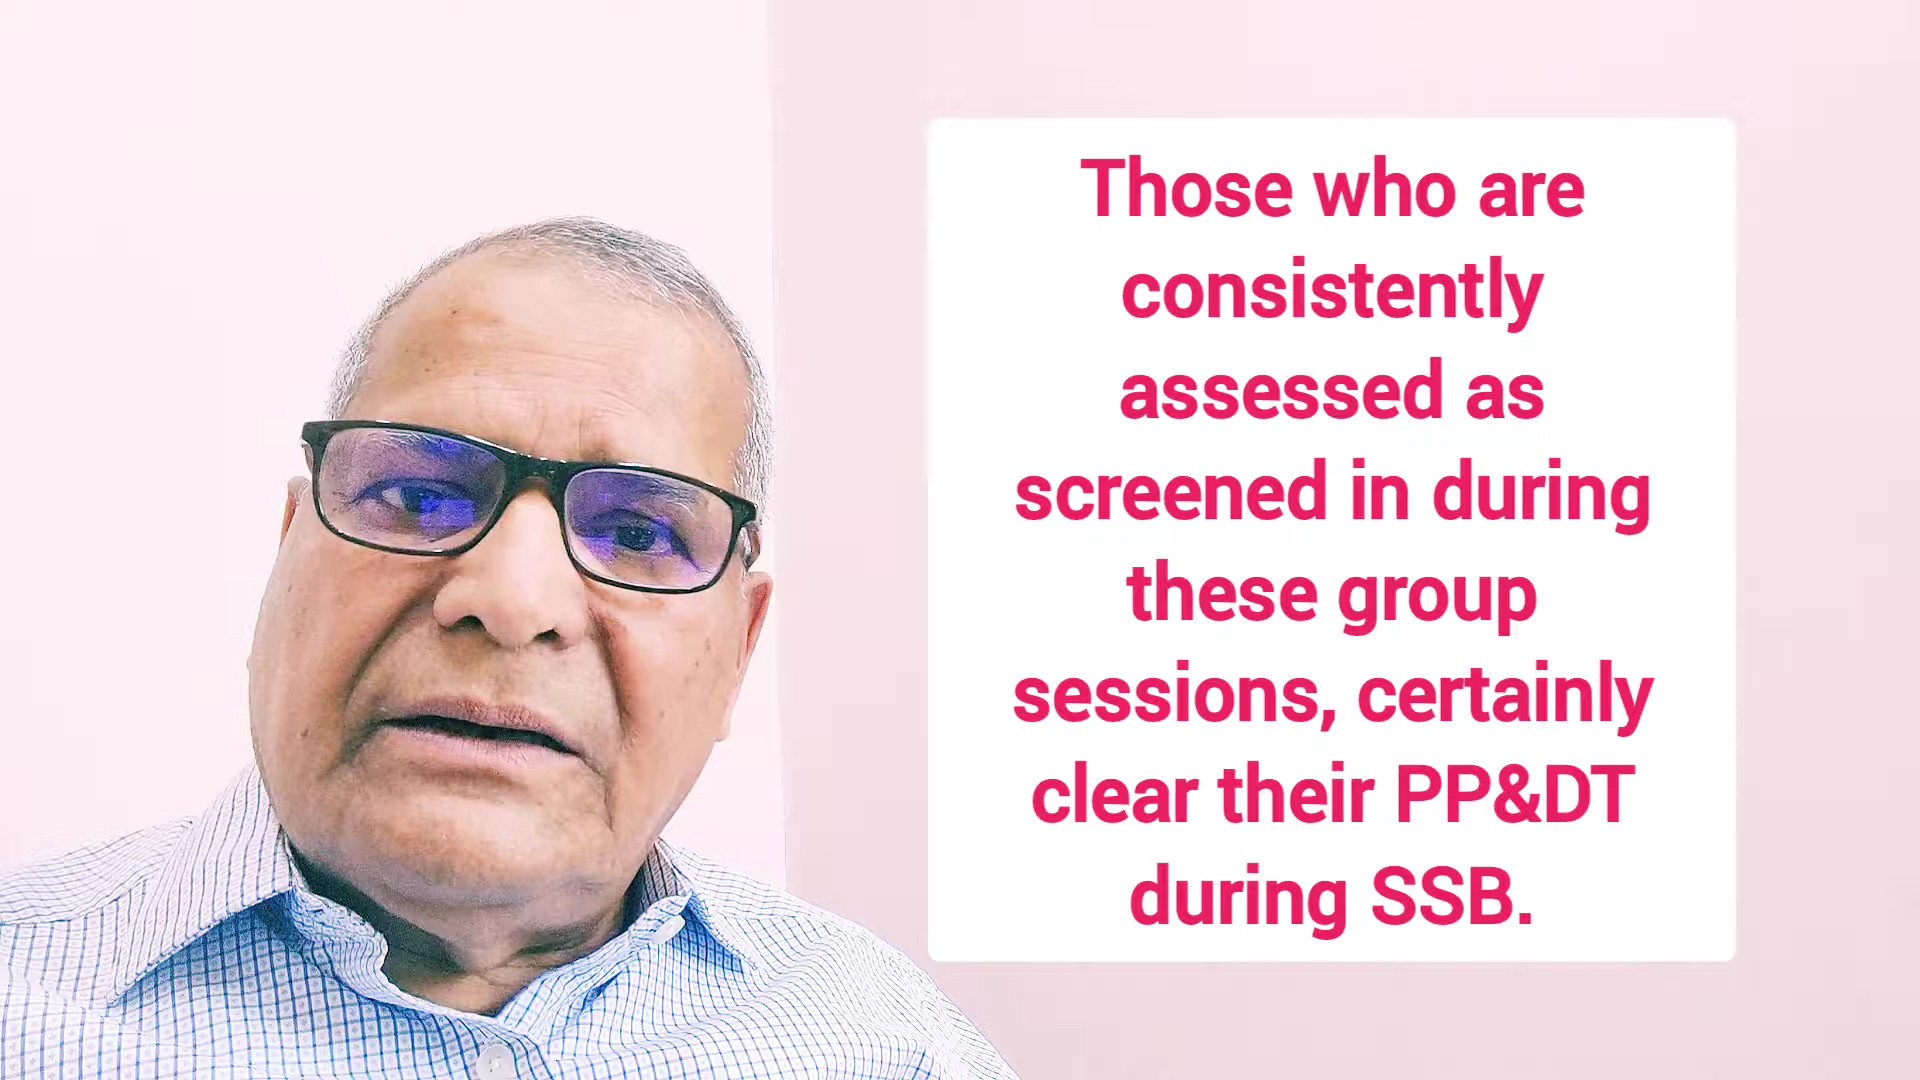 Those who are
consistently
assessed as
screened in during
these group
sessions, certainly
clear their PP&DT
during SSB.